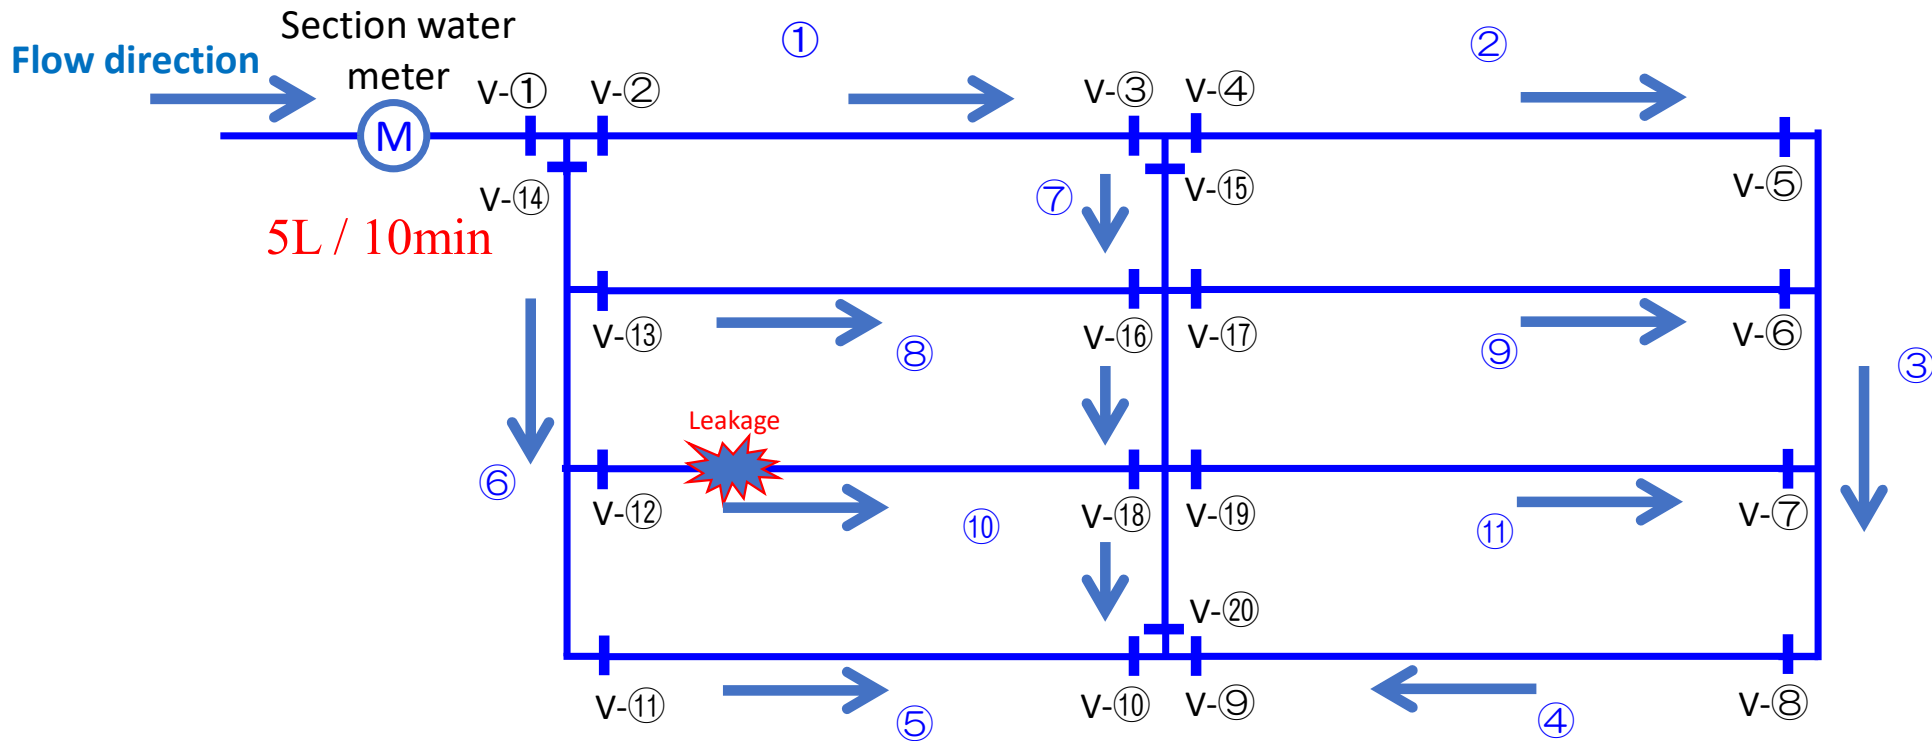 Section water
meter
Flow direction
①
②
V-①
V-②
V-③
V-④
M
V-⑭
⑦
V-⑮
V-⑤
5L / 10min
V-⑬
⑧
V-⑯
V-⑰
⑨
V-⑥
③
Leakage
⑥
V-⑫
⑩
V-⑱
V-⑲
⑪
V-⑦
V-⑳
V-⑪
⑤
V-⑩
V-⑨
④
V-⑧